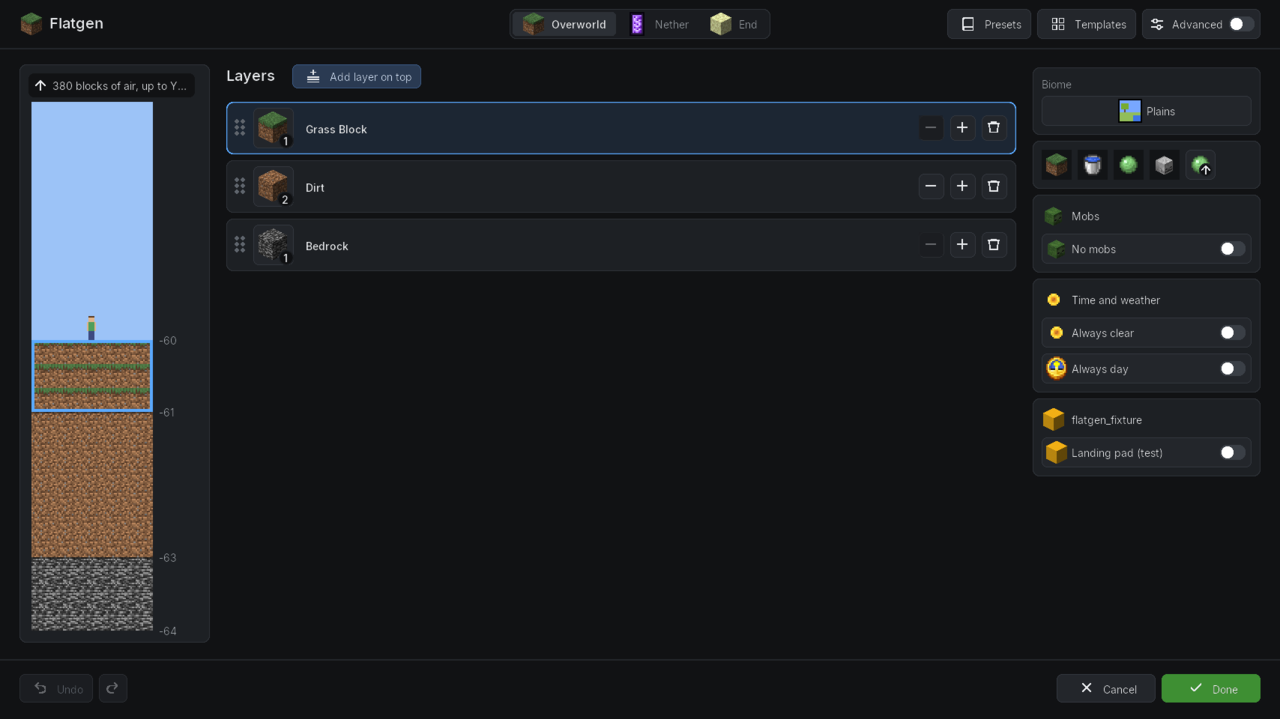 Flatgen
Overworld
Nether
End
Presets
Templates
Advanced
380 blocks of air, up to Y...
-60
-61
-63
-64
Layers
Add layer on top
1
Grass Block
2
Dirt
1
Bedrock
Biome
Plains
Mobs
No mobs
Time and weather
Always clear
Always day
flatgen_fixture
Landing pad (test)
Undo
Cancel
Done